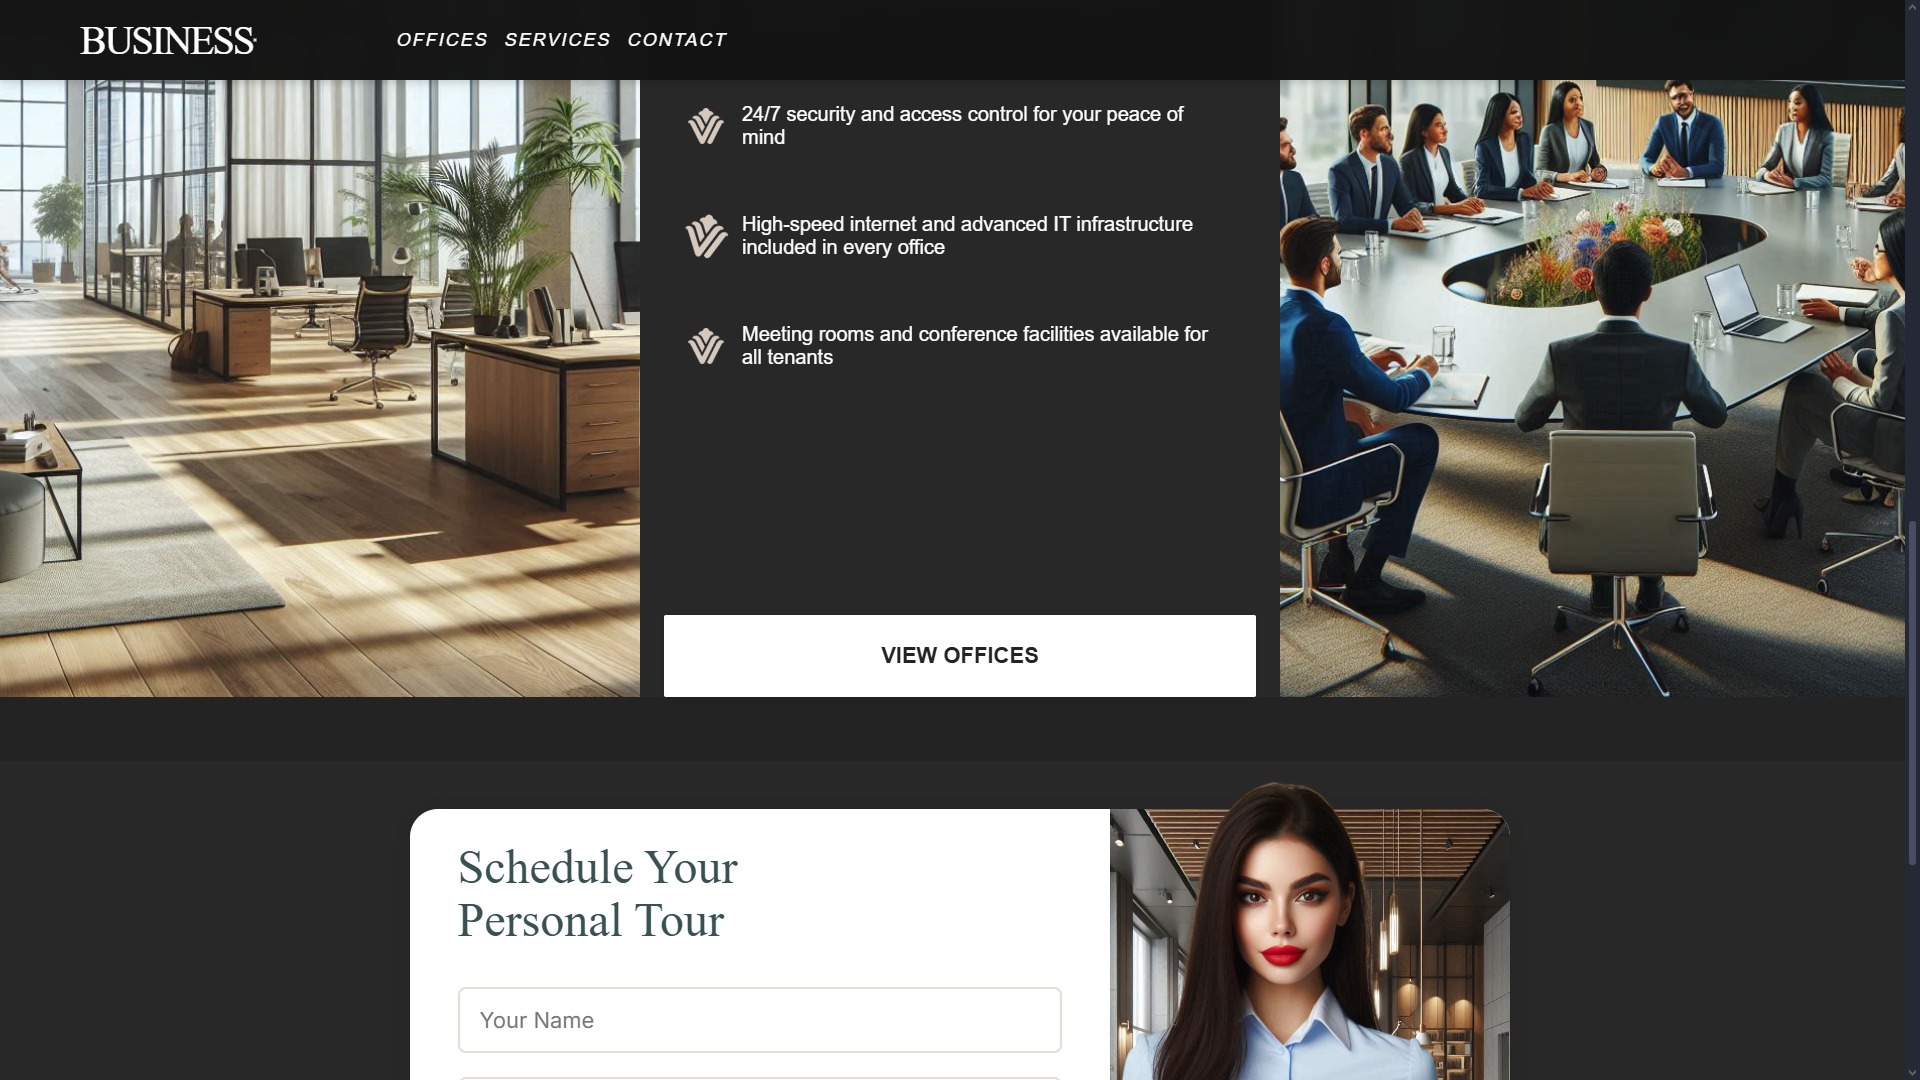 BUSINESS
OFFICES SERVICES CONTACT
24/7 security and access control for your peace of
mind
High-speed internet and advanced IT infrastructure
included in every office
Meeting rooms and conference facilities available for
all tenants
VIEW OFFICES
Schedule Your
Personal Tour
Your Name